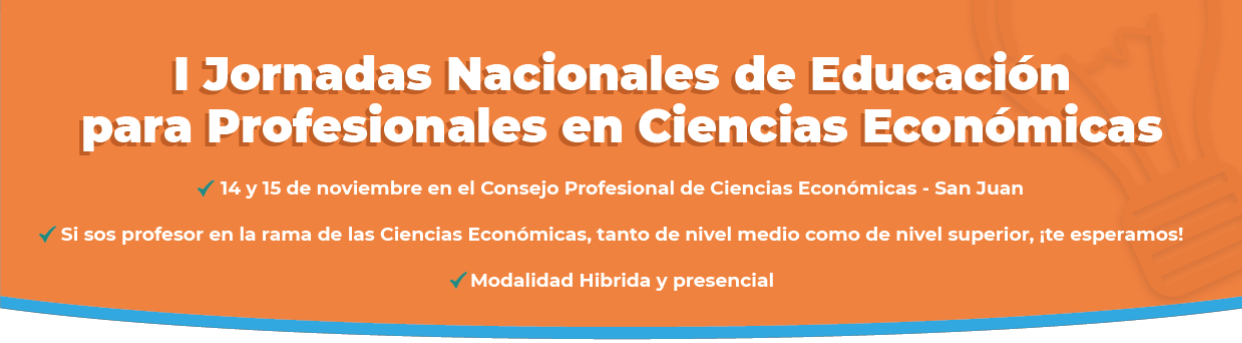 I Jornadas Nacionales de Educación
para Profesionales en Ciencias Económicas
14 y 15 de noviembre en el Consejo Profesional de Ciencias Económicas - San Juan
Si sos profesor en la rama de las Ciencias Económicas, tanto de nivel medio como de nivel superior, ¡te esperamos!
Modalidad Hibrida y presencial